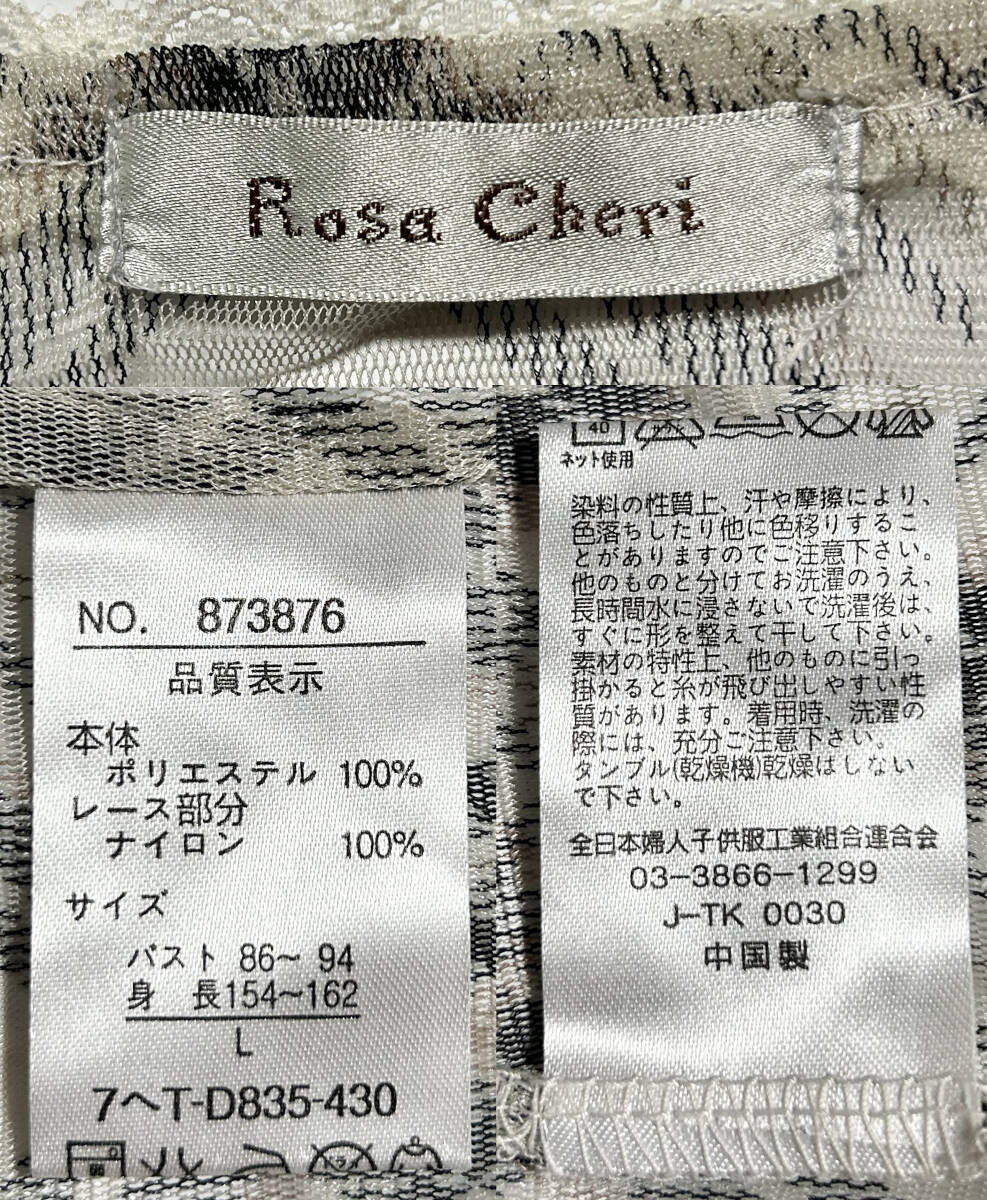 Rosa Cheri
NO. 873876
品質表示
本体
ポリエステル 100%
レース部分
ナイロン 100%
サイズ
バスト 86〜 94
身 長154〜162
L
7ヘT-D835-430
40
ネット使用
染料の性質上、汗や摩擦により、
色落ちしたり他に色移りするこ
とがありますのでご注意下さい。
他のものと分けてお洗濯のうえ、
長時間水に浸さないで洗濯後は、
すぐに形を整えて干して下さい。
素材の特性上、他のものに引っ
掛かると糸が飛び出しやすい性
質があります。着用時、洗濯の
際には、充分ご注意下さい。
タンブル(乾燥機)乾燥はしない
で下さい。
全日本婦人子供服工業組合連合会
03-3866-1299
J-TK 0030
中国製